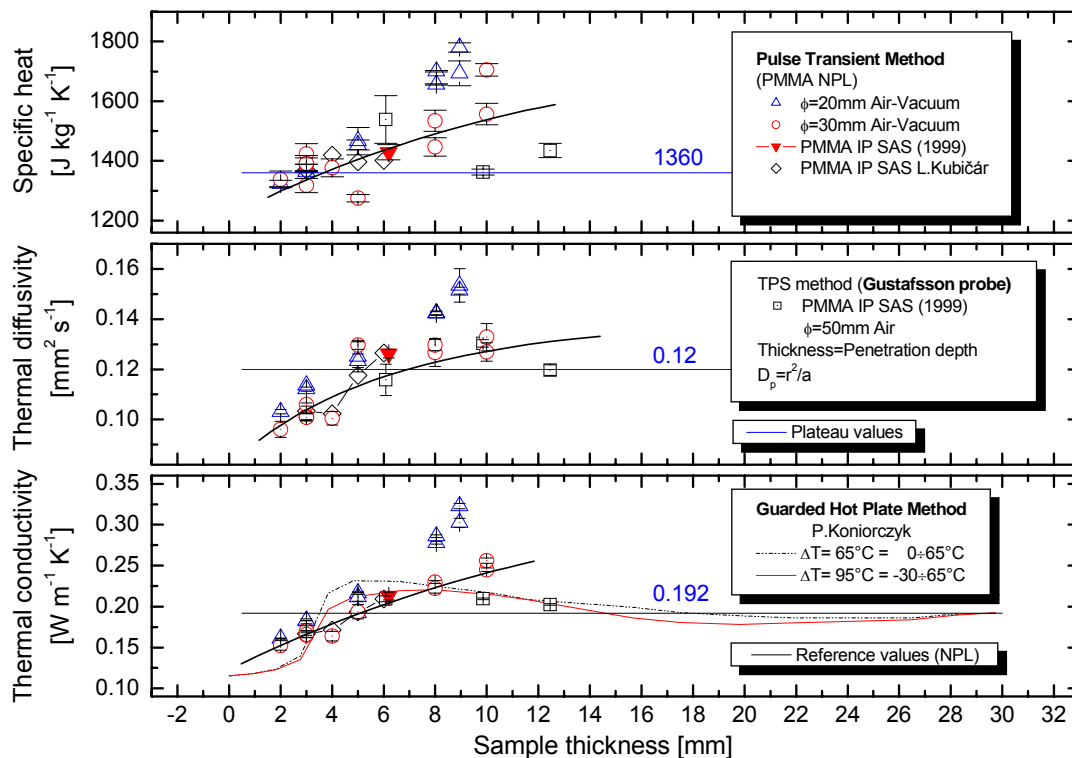 Specific heat
[J kg⁻¹ K⁻¹]
1800
1600
1400
1200
1360
Pulse Transient Method
(PMMA NPL)
ϕ=20mm Air-Vacuum
ϕ=30mm Air-Vacuum
PMMA IP SAS (1999)
PMMA IP SAS L.Kubičár
Thermal diffusivity
[mm² s⁻¹]
0.16
0.14
0.12
0.10
0.12
TPS method (Gustafsson probe)
PMMA IP SAS (1999)
ϕ=50mm Air
Thickness=Penetration depth
Dₚ=r²/a
Plateau values
Thermal conductivity
[W m⁻¹ K⁻¹]
0.35
0.30
0.25
0.20
0.15
0.10
0.192
Guarded Hot Plate Method
P.Koniorczyk
ΔT= 65°C = 0÷65°C
ΔT= 95°C = -30÷65°C
Reference values (NPL)
-2 0 2 4 6 8 10 12 14 16 18 20 22 24 26 28 30 32
Sample thickness [mm]